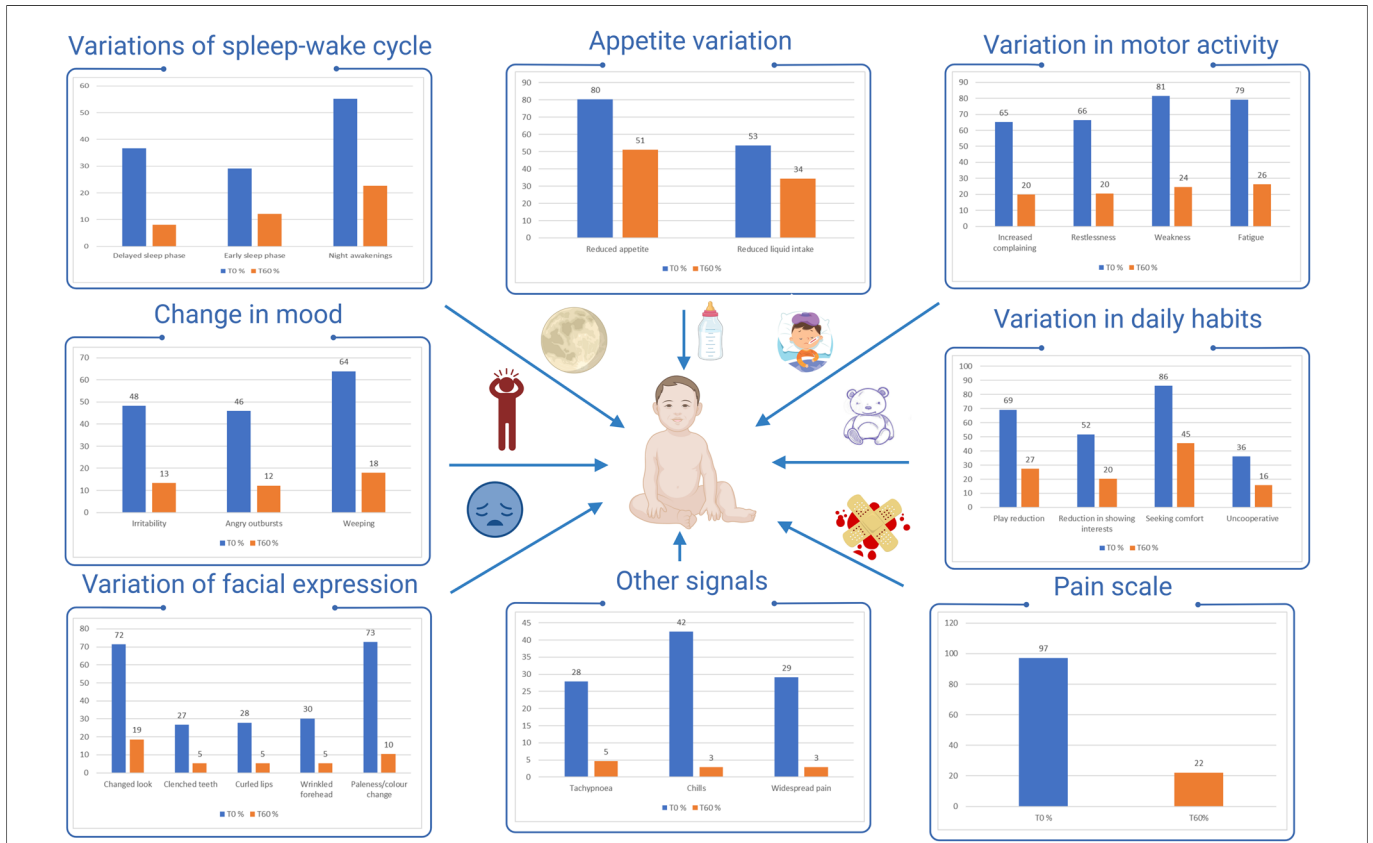 Variations of spleep-wake cycle
60
50
40
30
20
10
0
Delayed sleep phase
Early sleep phase
Night awakenings
T0 %
T60 %
Appetite variation
90
80
70
60
50
40
30
20
10
0
80
51
53
34
Reduced appetite
Reduced liquid intake
T0 %
T60 %
Variation in motor activity
90
80
70
60
50
40
30
20
10
0
65
20
66
20
81
24
79
26
Increased
complaining
Restlessness
Weakness
Fatigue
T0 %
T60 %
Change in mood
70
60
50
40
30
20
10
0
48
13
46
12
64
18
Irritability
Angry outbursts
Weeping
T0 %
T60 %
Variation in daily habits
100
90
80
70
60
50
40
30
20
10
0
69
27
52
20
86
45
36
16
Play reduction
Reduction in showing
interests
Seeking comfort
Uncooperative
T0 %
T60 %
Variation of facial expression
80
70
60
50
40
30
20
10
0
72
19
27
5
28
5
30
5
73
10
Changed look
Clenched teeth
Curled lips
Wrinkled
forehead
Paleness/colour
change
T0 %
T60 %
Other signals
45
40
35
30
25
20
15
10
5
0
28
5
42
3
29
3
Tachypnoea
Chills
Widespread pain
T0 %
T60 %
Pain scale
120
100
80
60
40
20
0
97
22
T0 %
T60%